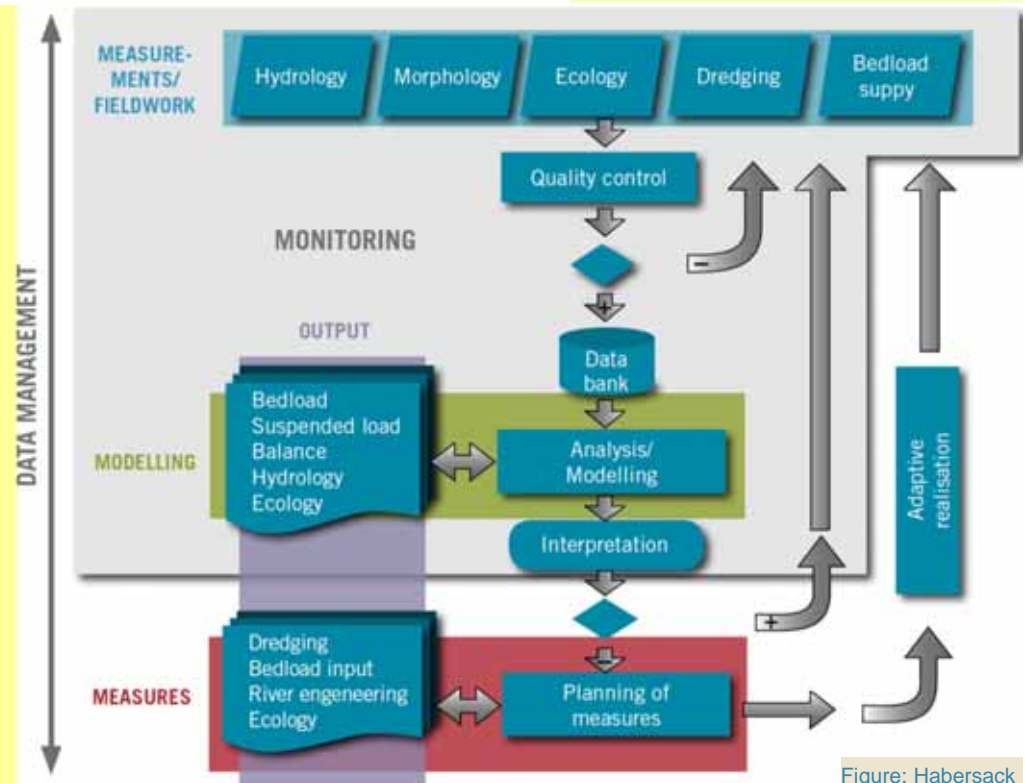 MEASURE-
MENTS/
FIELDWORK
Hydrology
Morphology
Ecology
Dredging
Bedload
suppy
Quality control
MONITORING
-
+
OUTPUT
Data
bank
DATA MANAGEMENT
MODELLING
Bedload
Suspended load
Balance
Hydrology
Ecology
Analysis/
Modelling
Interpretation
Adaptive
realisation
+
-
MEASURES
Dredging
Bedload input
River engeneering
Ecology
Planning of
measures
Figure: Habersack